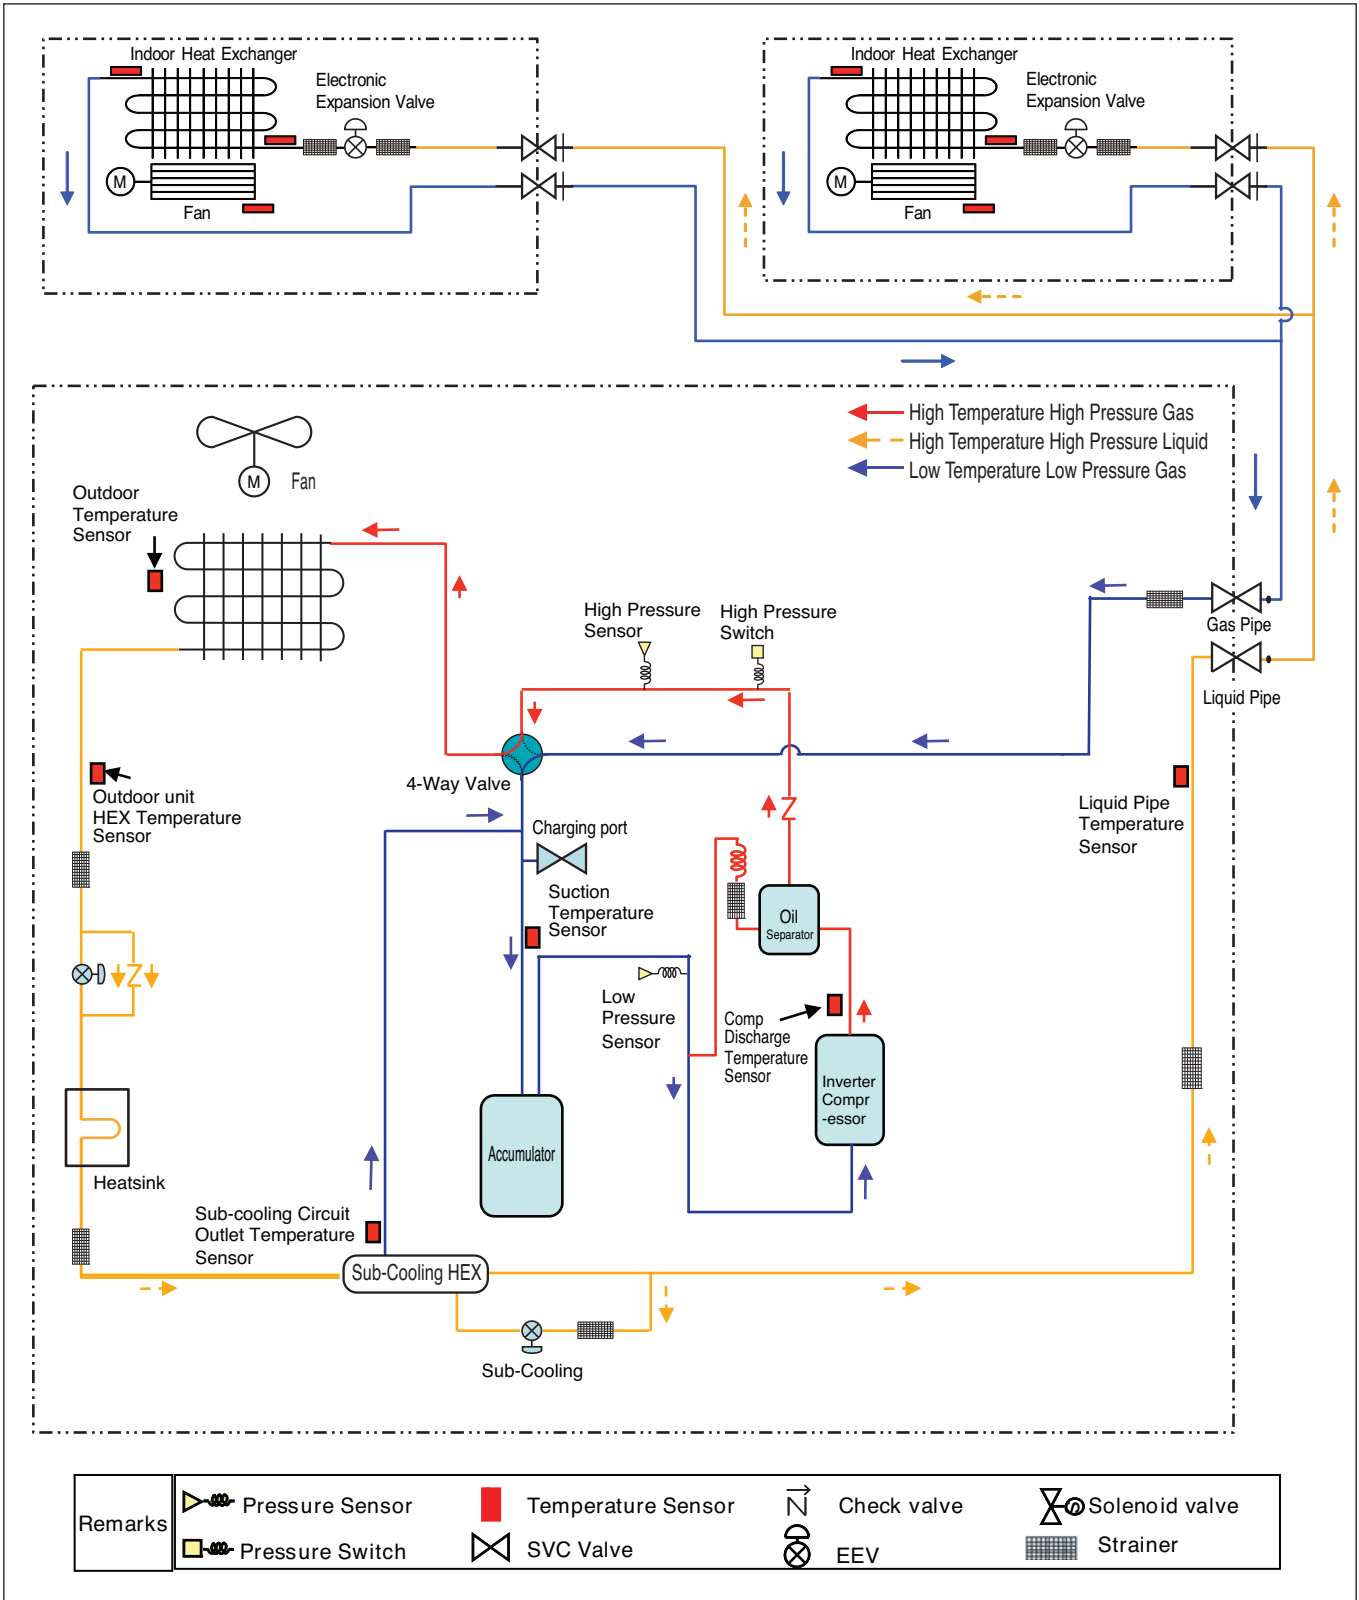 Indoor Heat Exchanger
Electronic
Expansion Valve
M
Fan
Indoor Heat Exchanger
Electronic
Expansion Valve
M
Fan
High Temperature High Pressure Gas
High Temperature High Pressure Liquid
Low Temperature Low Pressure Gas
M
Fan
Outdoor
Temperature
Sensor
High Pressure
Sensor
High Pressure
Switch
Gas Pipe
Liquid Pipe
4-Way Valve
Outdoor unit
HEX Temperature
Sensor
Charging port
Liquid Pipe
Temperature
Sensor
Suction
Temperature
Sensor
Oil
Separator
Low
Pressure
Sensor
Comp
Discharge
Temperature
Sensor
Inverter
Compr
-essor
Accumulator
Heatsink
Sub-cooling Circuit
Outlet Temperature
Sensor
Sub-Cooling HEX
Sub-Cooling
Remarks
Pressure Sensor
Temperature Sensor
Check valve
Solenoid valve
Pressure Switch
SVC Valve
EEV
Strainer